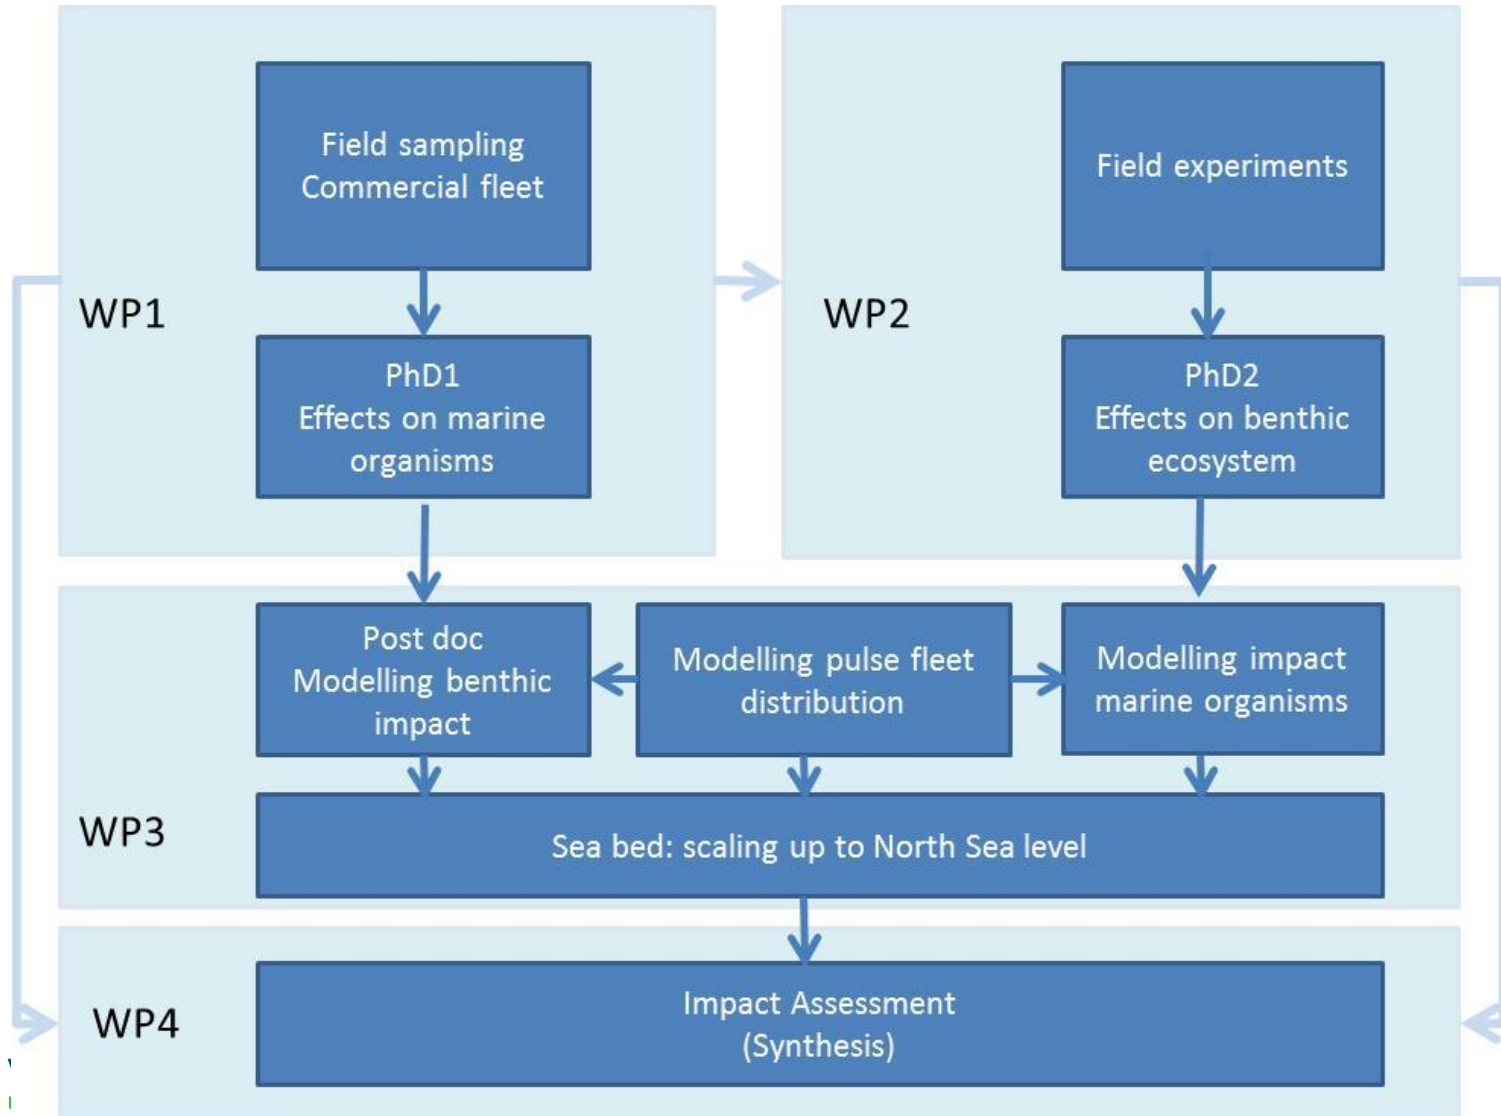 Field sampling
Commercial fleet
WP1
PhD1
Effects on marine
organisms
Field experiments
WP2
PhD2
Effects on benthic
ecosystem
Post doc
Modelling benthic
impact
Modelling pulse fleet
distribution
Modelling impact
marine organisms
WP3
Sea bed: scaling up to North Sea level
WP4
Impact Assessment
(Synthesis)